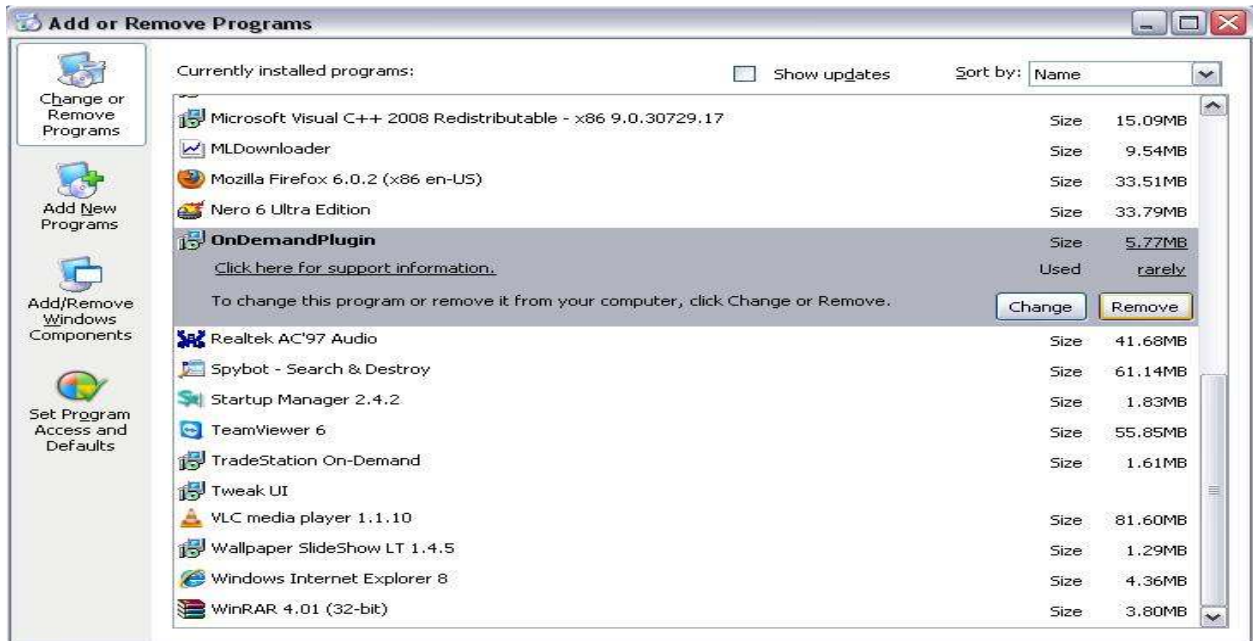 Add or Remove Programs
Change or
Remove
Programs
Add New
Programs
Add/Remove
Windows
Components
Set Program
Access and
Defaults
Currently installed programs:
Show updates
Sort by: Name
Microsoft Visual C++ 2008 Redistributable - x86 9.0.30729.17 Size 15.09MB
MLDownloader Size 9.54MB
Mozilla Firefox 6.0.2 (x86 en-US) Size 33.51MB
Nero 6 Ultra Edition Size 33.79MB
OnDemandPlugin Size 5.77MB
Click here for support information. Used rarely
To change this program or remove it from your computer, click Change or Remove. Change Remove
Realtek AC'97 Audio Size 41.68MB
Spybot - Search & Destroy Size 61.14MB
Startup Manager 2.4.2 Size 1.83MB
TeamViewer 6 Size 55.85MB
TradeStation On-Demand Size 1.61MB
Tweak UI
VLC media player 1.1.10 Size 81.60MB
Wallpaper SlideShow LT 1.4.5 Size 1.29MB
Windows Internet Explorer 8 Size 4.36MB
WinRAR 4.01 (32-bit) Size 3.80MB